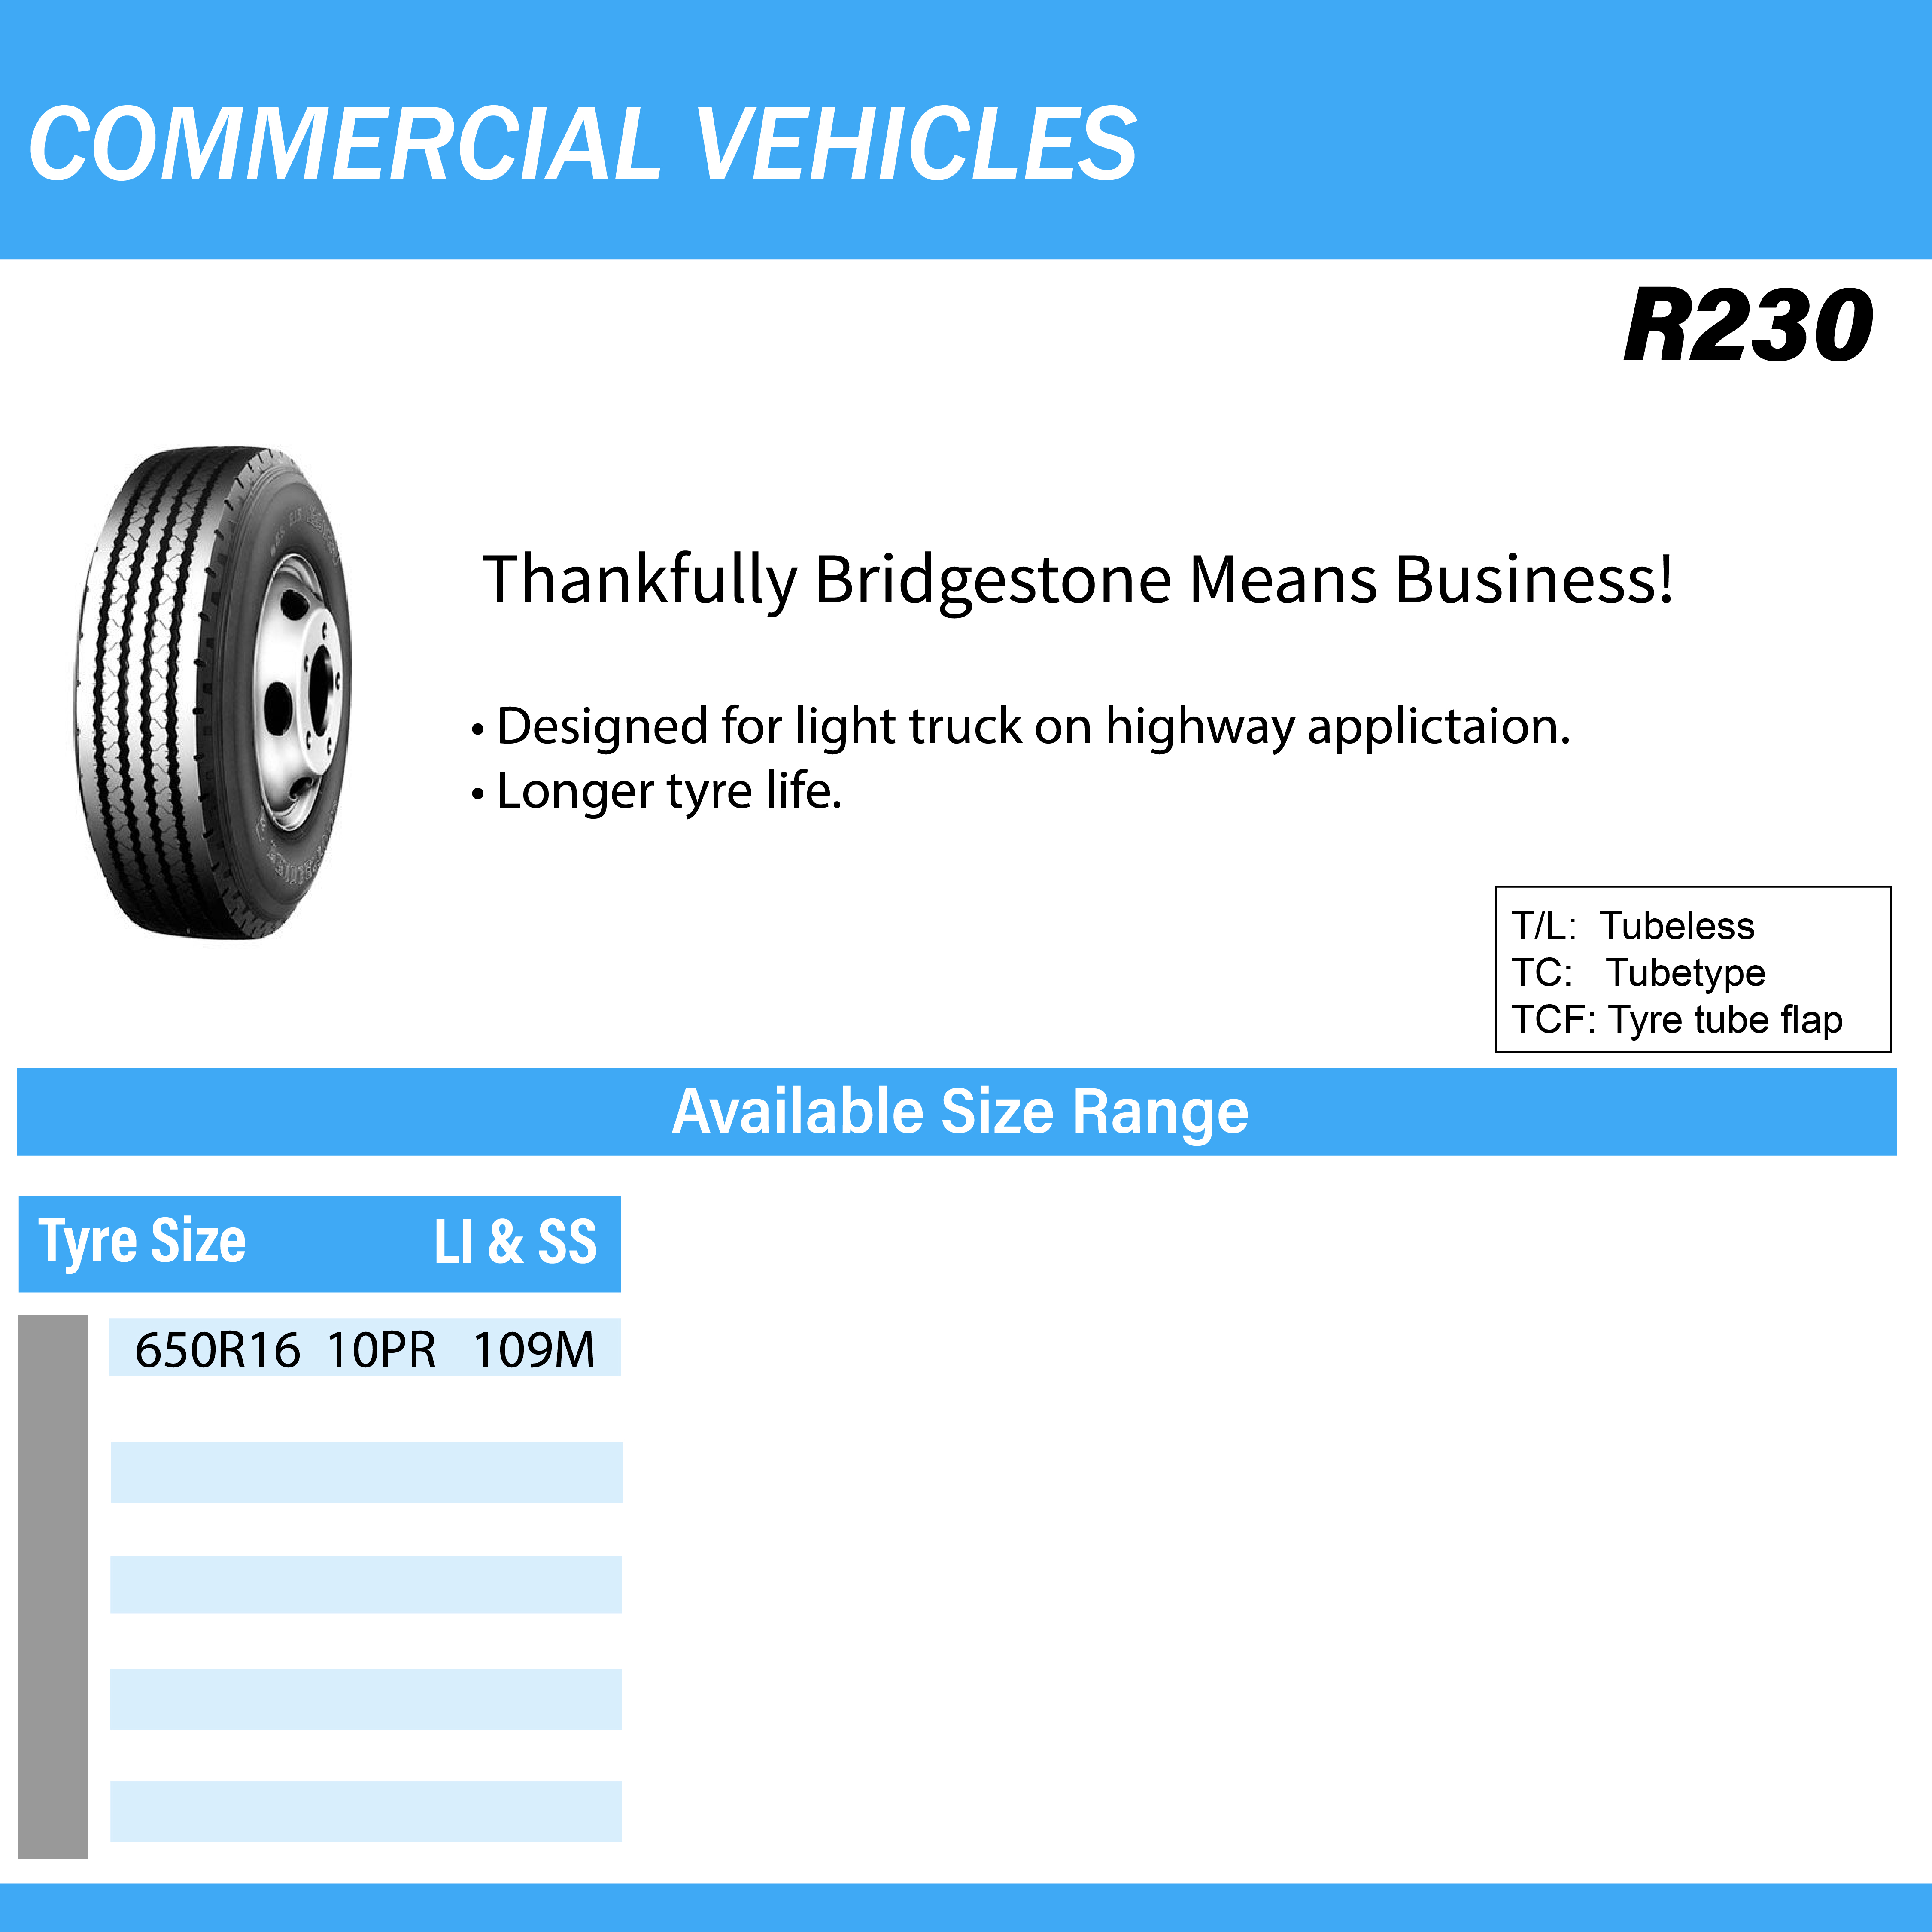 COMMERCIAL VEHICLES
R230
Thankfully Bridgestone Means Business!
• Designed for light truck on highway applictaion.
• Longer tyre life.
T/L: Tubeless
TC: Tubetype
TCF: Tyre tube flap
Available Size Range
Tyre Size LI & SS
650R16 10PR 109M